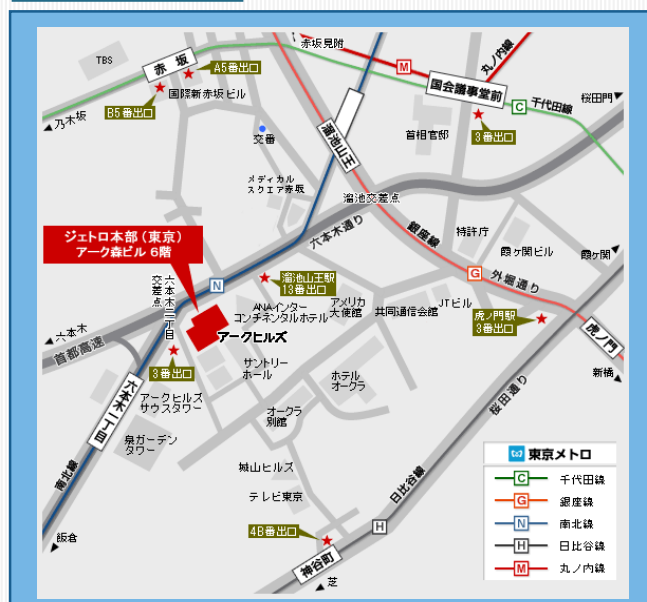 赤坂見附
丸ノ内線
TBS
赤 坂
A5番出口
M
国会議事堂前
桜田門
国際新赤坂ビル
B5番出口
乃木坂
C
千代田線
3番出口
首相官邸
交番
溜池山王
メディカル
スクエア赤坂
溜池交差点
六本木通り
銀座線
特許庁
霞ヶ関ビル
霞ヶ関
ジェトロ本部（東京）
アーク森ビル 6階
N
溜池山王駅
13番出口
G
外堀通り
六本木一丁目
交差点
ANAインター
コンチネンタルホテル
アメリカ
大使館
共同通信会館
JTビル
虎ノ門駅
3番出口
虎ノ門
六本木
首都高速
アークヒルズ
3番出口
サントリー
ホール
ホテル
オークラ
新橋
桜田通り
アークヒルズ
サウスタワー
六本木一丁目
オークラ
別館
泉ガーデン
タワー
城山ヒルズ
テレビ東京
日比谷線
南北線
飯倉
4B番出口
H
神谷町
芝
東京メトロ
C 千代田線
G 銀座線
N 南北線
H 日比谷線
M 丸ノ内線